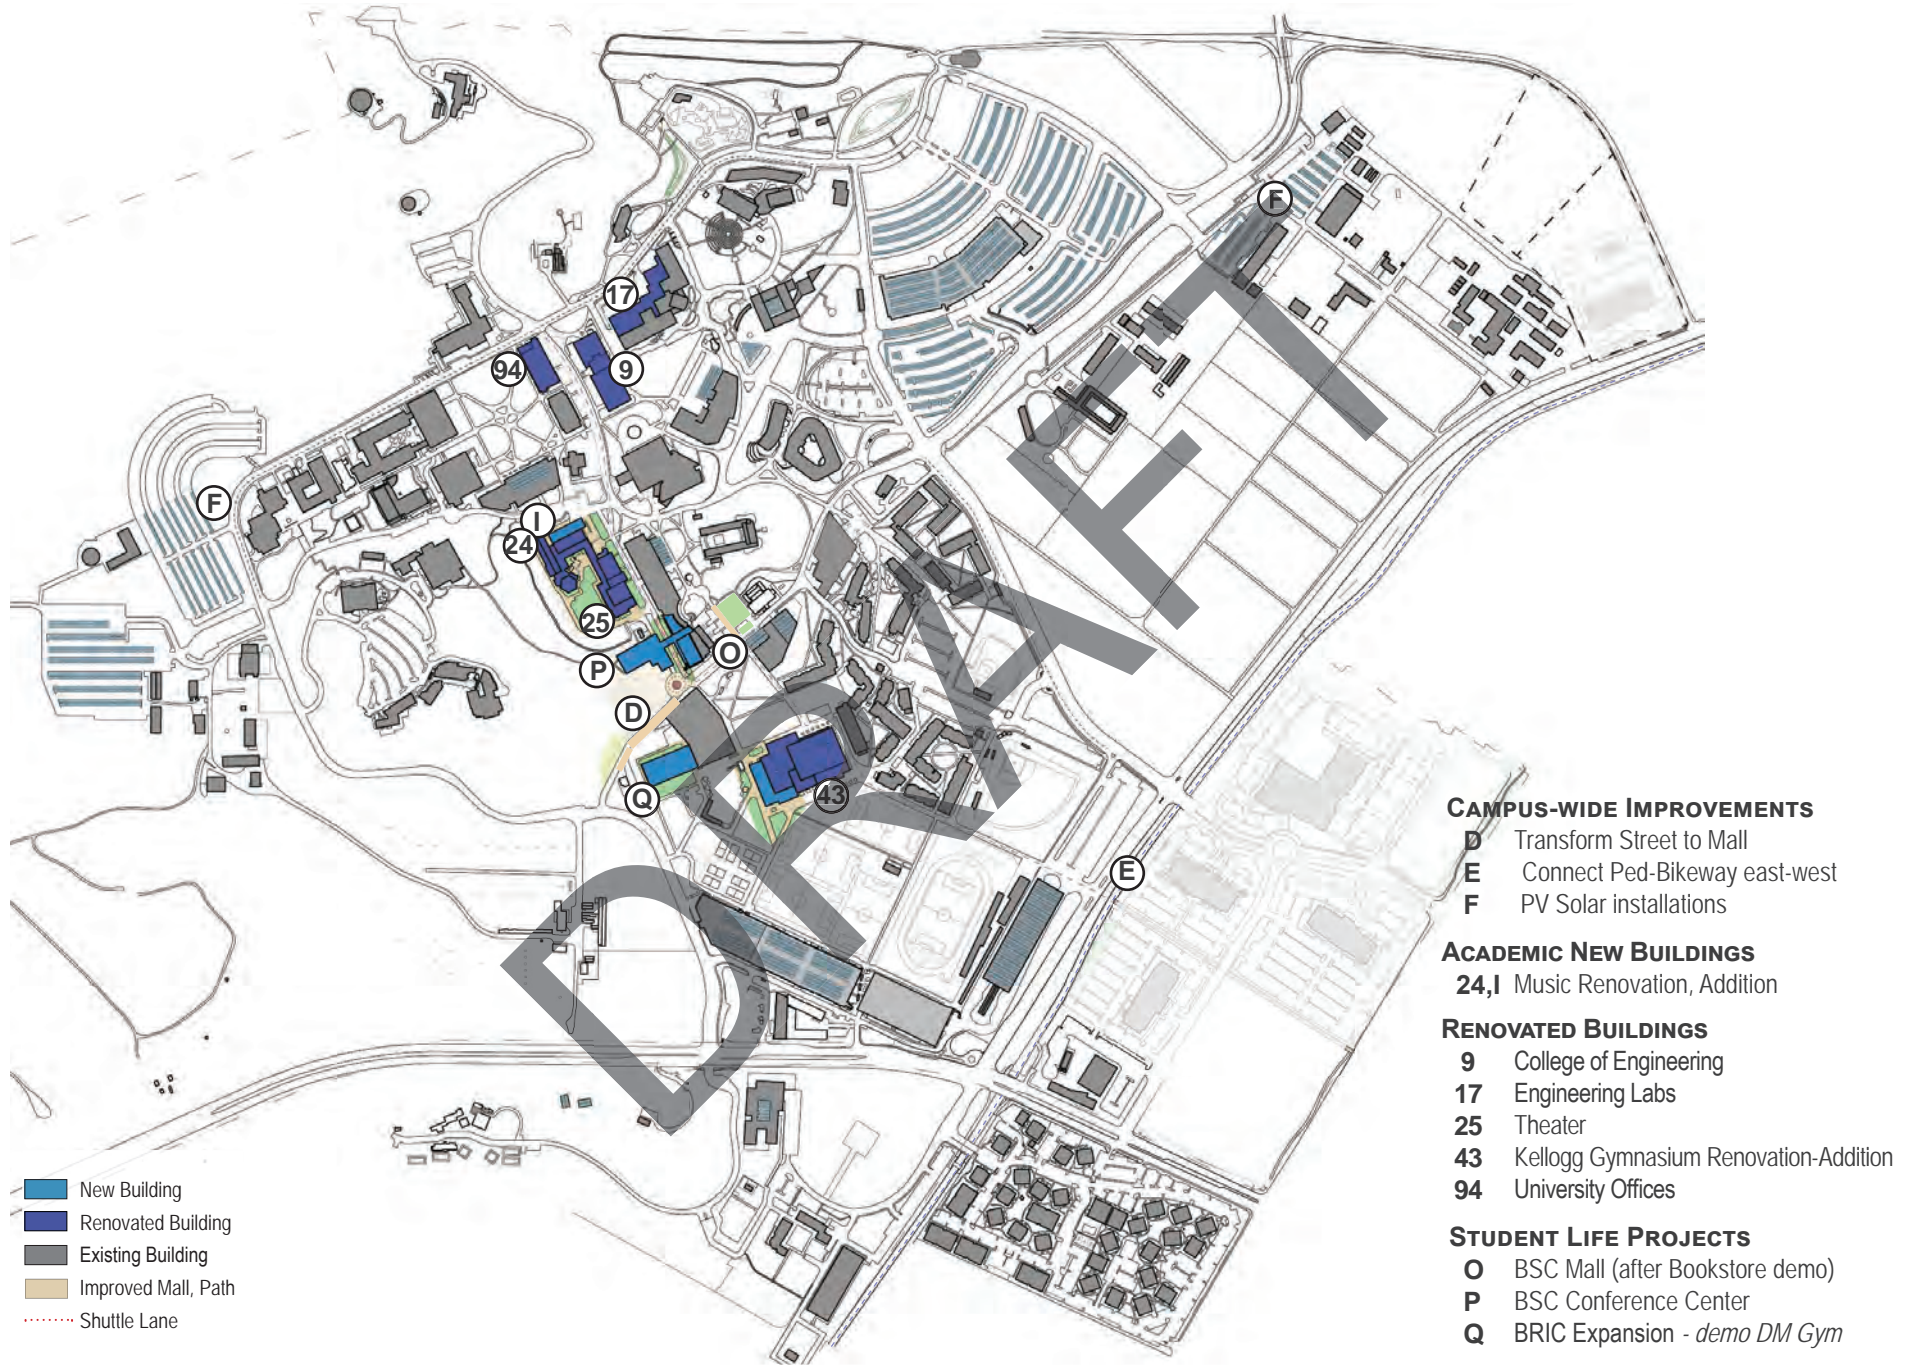 F
17
94
9
F
I
24
25
O
P
D
Q
43
E
DRAFT
CAMPUS-WIDE IMPROVEMENTS
D Transform Street to Mall
E Connect Ped-Bikeway east-west
F PV Solar installations
ACADEMIC NEW BUILDINGS
24,I Music Renovation, Addition
RENOVATED BUILDINGS
9 College of Engineering
17 Engineering Labs
25 Theater
43 Kellogg Gymnasium Renovation-Addition
94 University Offices
STUDENT LIFE PROJECTS
O BSC Mall (after Bookstore demo)
P BSC Conference Center
Q BRIC Expansion - demo DM Gym
New Building
Renovated Building
Existing Building
Improved Mall, Path
Shuttle Lane